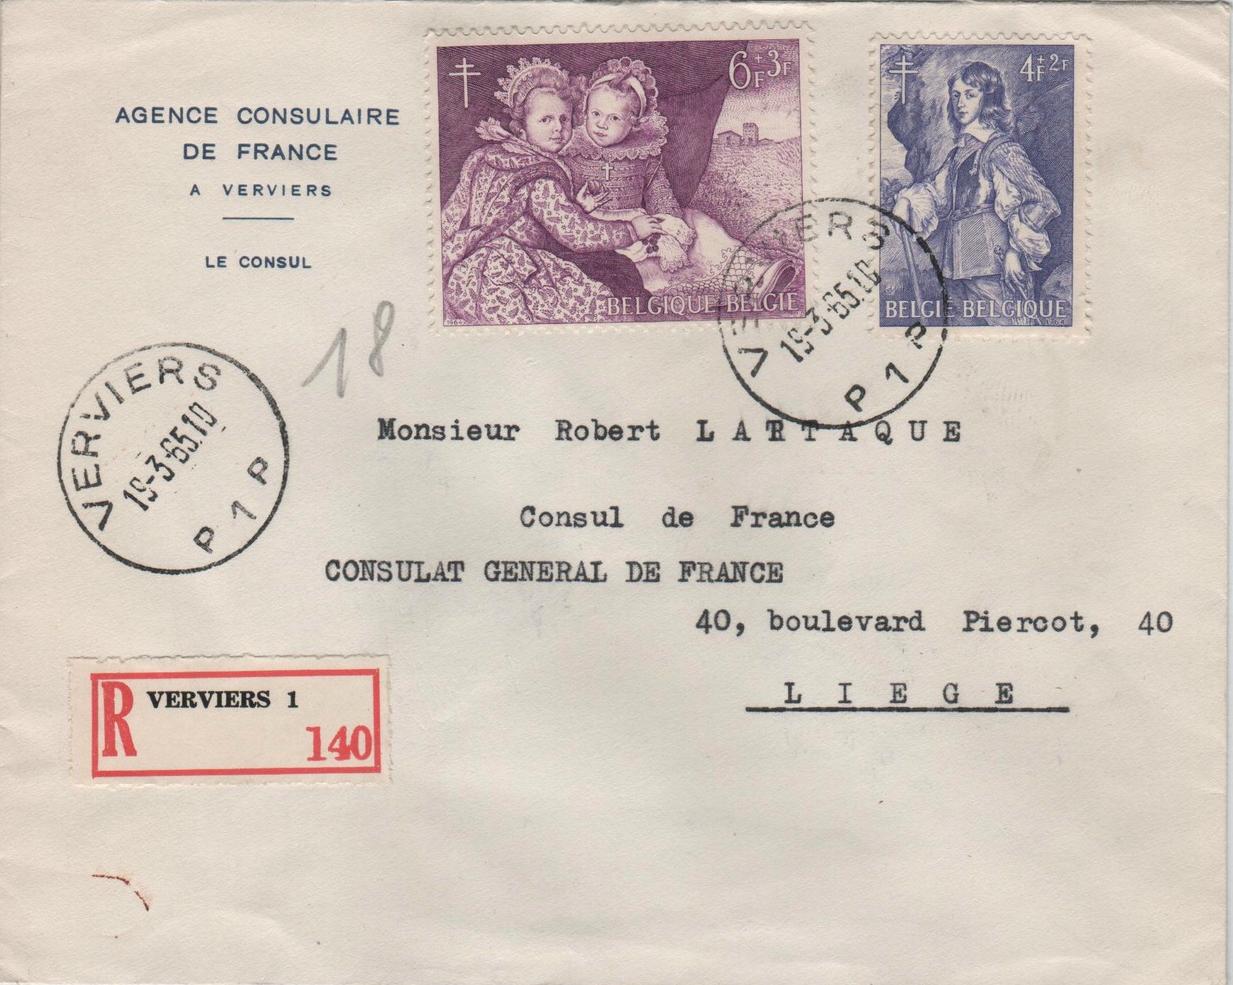 AGENCE CONSULAIRE
DE FRANCE
A VERVIERS
LE CONSUL
6F+3F
BELGIQUE BELGIE
4F+2F
BELGIE BELGIQUE
VERVIERS
19-3-65.10
P 1 P
18
VERVIERS
19-3-65.10
P 1 P
Monsieur Robert LARTAQUE
Consul de France
CONSULAT GENERAL DE FRANCE
40, boulevard Piercot, 40
LIEGE
R VERVIERS 1
140